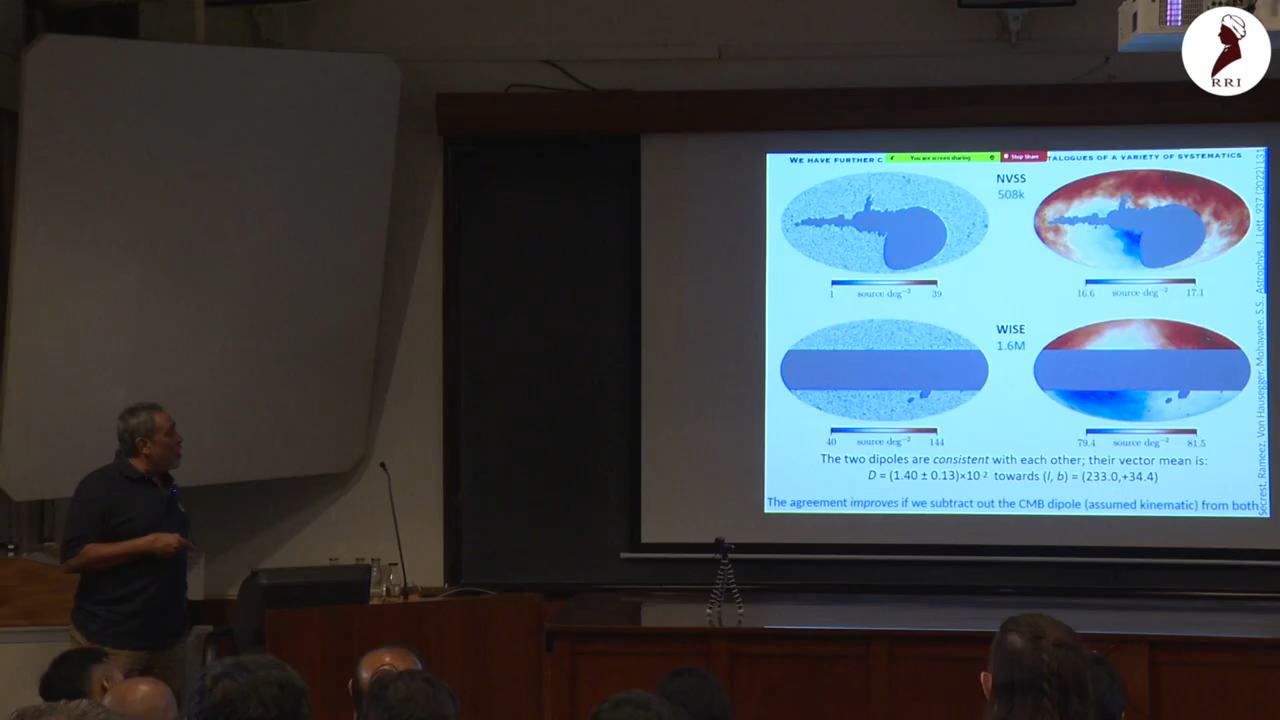 RRI
WE HAVE FURTHER C
You are screen sharing
Stop Share
TALOGUES OF A VARIETY OF SYSTEMATICS
NVSS
508k
1 source deg⁻² 39
16.6 source deg⁻² 17.1
WISE
1.6M
40 source deg⁻² 144
79.4 source deg⁻² 81.5
The two dipoles are consistent with each other; their vector mean is:
D = (1.40 ± 0.13)×10⁻² towards (l, b) = (233.0,+34.4)
The agreement improves if we subtract out the CMB dipole (assumed kinematic) from both
Secrest, Rameez, Von Hausegger, Mohayaee, S.S., Astrophys. J. Lett. 937 (2022) L31